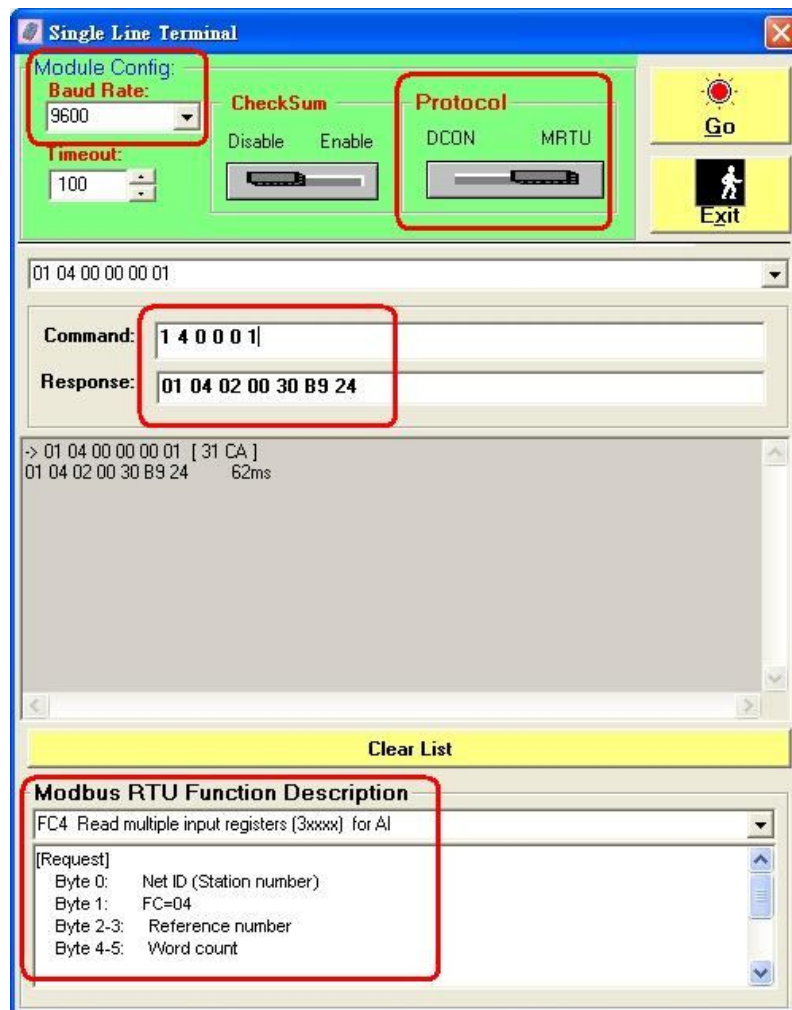 Single Line Terminal
Module Config:
Baud Rate:
9600
Timeout:
100
CheckSum
Disable Enable
Protocol
DCON MRTU
Go
Exit
01 04 00 00 00 01
Command: 1 4 0 0 0 1
Response: 01 04 02 00 30 B9 24
-> 01 04 00 00 00 01 [ 31 CA ]
01 04 02 00 30 B9 24 62ms
Clear List
Modbus RTU Function Description
FC4 Read multiple input registers (3xxxx) for AI
[Request]
Byte 0: Net ID (Station number)
Byte 1: FC=04
Byte 2-3: Reference number
Byte 4-5: Word count